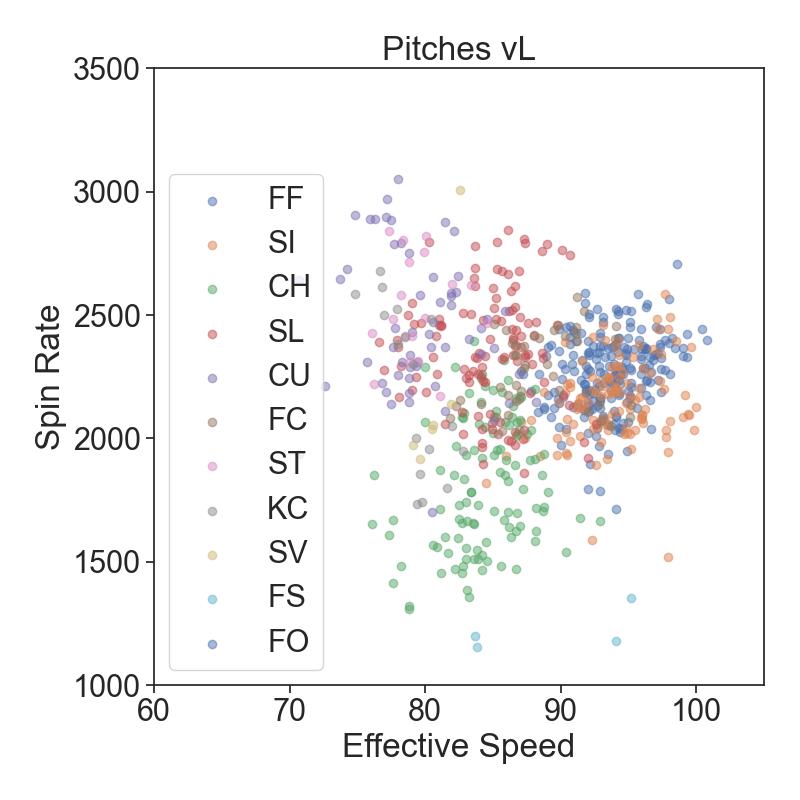 Pitches vL
3500
3000
2500
2000
1500
1000
Spin Rate
FF
SI
CH
SL
CU
FC
ST
KC
SV
FS
FO
60 70 80 90 100
Effective Speed